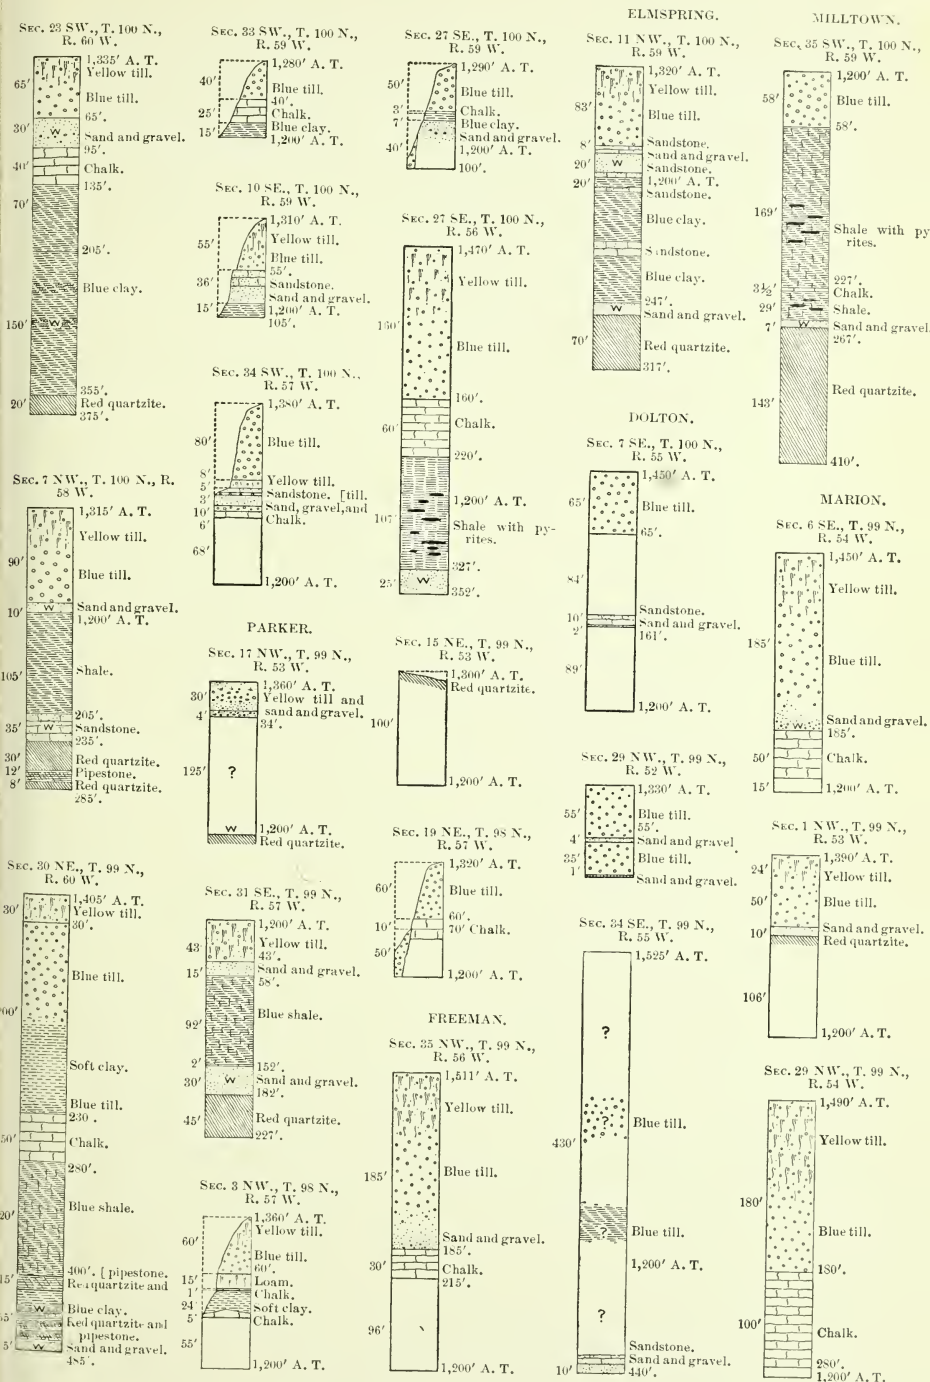 SEC. 23 SW., T. 100 N.,
R. 60 W.
1,335' A. T.
Yellow till.
65'
Blue till.
65'.
30'
W
Sand and gravel.
95'.
40'
Chalk.
135'.
70'
205'.
Blue clay.
150'
W
355'.
20'
Red quartzite.
375'.
SEC. 7 NW., T. 100 N., R.
58 W.
1,315' A. T.
Yellow till.
90'
Blue till.
10'
W
Sand and gravel.
1,200' A. T.
105'
Shale.
205'.
35'
W
Sandstone.
235'.
30'
Red quartzite.
12'
Pipestone.
8'
Red quartzite.
285'.
SEC. 30 NE., T. 99 N.,
R. 60 W.
1,405' A. T.
30'
Yellow till.
30'.
Blue till.
00'
Soft clay.
Blue till.
230.
50'
Chalk.
280'.
Blue shale.
20'
400'. [pipestone.
15'
Red quartzite and
W
Blue clay.
5'
Red quartzite and
pipestone.
5'
W
Sand and gravel.
485'.
SEC. 33 SW., T. 100 N.,
R. 59 W.
1,280' A. T.
40'
Blue till.
40'.
25'
Chalk.
15'
Blue clay.
1,200' A. T.
SEC. 10 SE., T. 100 N.,
R. 59 W.
1,310' A. T.
55'
Yellow till.
Blue till.
55'.
36'
Sandstone.
Sand and gravel.
15'
1,200' A. T.
105'.
SEC. 34 SW., T. 100 N.,
R. 57 W.
1,380' A. T.
80'
Blue till.
8'
Yellow till.
5'
Sandstone. [till.
3'
Sand, gravel, and
10'
Chalk.
6'
68'
1,200' A. T.
PARKER.
SEC. 17 NW., T. 99 N.,
R. 53 W.
1,360' A. T.
30'
Yellow till and
sand and gravel.
4'
34'.
125'
?
W
1,200' A. T.
Red quartzite.
SEC. 31 SE., T. 99 N.,
R. 57 W.
1,200' A. T.
43
Yellow till.
43'.
15'
Sand and gravel.
58'.
Blue shale.
92'
2'
152'.
30'
W
Sand and gravel.
182'.
45'
Red quartzite.
227'.
SEC. 3 NW., T. 98 N.,
R. 57 W.
1,360' A. T.
Yellow till.
60'
Blue till.
60'.
15'
Loam.
1'
Chalk.
24
Soft clay.
5'
Chalk.
55'
1,200' A. T.
SEC. 27 SE., T. 100 N.,
R. 59 W.
1,290' A. T.
50'
Blue till.
3'
Chalk.
7'
Blue clay.
Sand and gravel.
40'
1,200' A. T.
100'.
SEC. 27 SE., T. 100 N.,
R. 56 W.
1,470' A. T.
Yellow till.
160'
Blue till.
160'.
60'
Chalk.
220'.
1,200' A. T.
107'
Shale with py-
rites.
327'.
25'
W
352'.
SEC. 15 NE., T. 99 N.,
R. 53 W.
1,300' A. T.
Red quartzite.
100'
1,200' A. T.
SEC. 19 NE., T. 98 N.,
R. 57 W.
1,320' A. T.
60'
Blue till.
60'.
10'
70' Chalk.
50'
1,200' A. T.
FREEMAN.
SEC. 35 NW., T. 99 N.,
R. 56 W.
1,511' A. T.
Yellow till.
185'
Blue till.
Sand and gravel.
185'.
30'
Chalk.
215'.
96'
1,200' A. T.
ELMSPRING.
SEC. 11 NW., T. 100 N.,
R. 59 W.
1,320' A. T.
Yellow till.
83'
Blue till.
8'
Sandstone.
Sand and gravel.
20'
W
Sandstone.
20'
1,200' A. T.
Sandstone.
Blue clay.
Sandstone.
Blue clay.
247'.
W
Sand and gravel.
70'
Red quartzite.
317'.
DOLTON.
SEC. 7 SE., T. 100 N.,
R. 55 W.
1,450' A. T.
65'
Blue till.
65'.
84'
10'
Sandstone.
2'
Sand and gravel.
161'.
89'
1,200' A. T.
SEC. 29 NW., T. 99 N.,
R. 52 W.
1,330' A. T.
55'
Blue till.
55'.
4'
Sand and gravel
35'
Blue till.
1'
Sand and gravel.
SEC. 34 SE., T. 99 N.,
R. 55 W.
1,525' A. T.
?
?
Blue till.
430'
?
Blue till.
1,200' A. T.
?
Sandstone.
Sand and gravel.
10'
440'.
MILLTOWN.
SEC. 35 SW., T. 100 N.,
R. 59 W.
1,200' A. T.
58'
Blue till.
58'.
169'
Shale with py-
rites.
227'.
3½'
Chalk.
29'
Shale.
7'
W
Sand and gravel.
267'.
143'
Red quartzite.
410'.
MARION.
SEC. 6 SE., T. 99 N.,
R. 54 W.
1,450' A. T.
Yellow till.
185'
Blue till.
W
Sand and gravel.
185'.
50'
Chalk.
15'
1,200' A. T.
SEC. 1 NW., T. 99 N.,
R. 53 W.
1,390' A. T.
24'
Yellow till.
50'
Blue till.
10'
Sand and gravel.
Red quartzite.
106'
1,200' A. T.
SEC. 29 NW., T. 99 N.,
R. 54 W.
1,490' A. T.
Yellow till.
180'
Blue till.
180'.
100'
Chalk.
280'.
1,200' A. T.